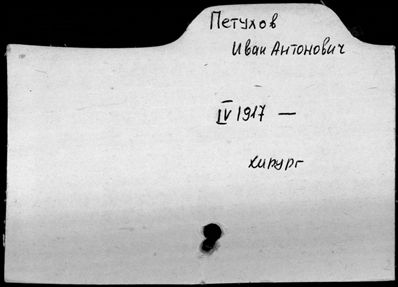 Петухов
Иван Антонович
IV 1917 —
хирург